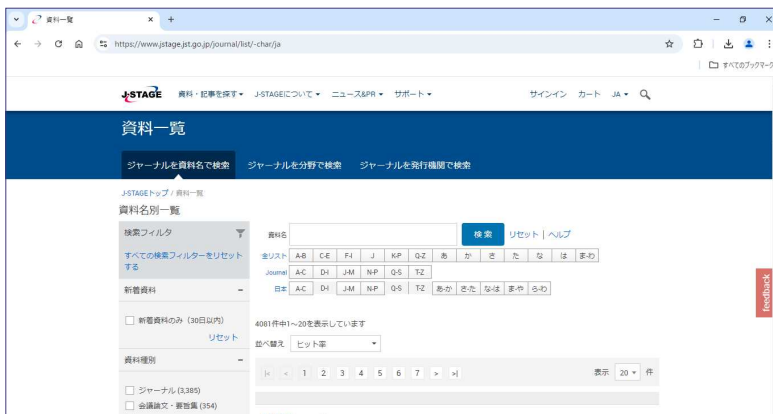 資料一覧
https://www.jstage.jst.go.jp/journal/list/-char/ja
すべてのブックマーク
J-STAGE 資料・記事を探す J-STAGEについて ニュース&PR サポート サインイン カート JA
資料一覧
ジャーナルを資料名で検索 ジャーナルを分野で検索 ジャーナルを発行機関で検索
J-STAGEトップ / 資料一覧
資料名別一覧
検索フィルタ
すべての検索フィルターをリセットする
新着資料 −
新着資料のみ（30日以内）
リセット
資料種別 −
ジャーナル (3,385)
会議論文・要旨集 (354)
資料名 検索 リセット | ヘルプ
全リスト A-B C-E F-I J K-P Q-Z あ か さ た な は ま-わ
Journal A-C D-I J-M N-P Q-S T-Z
日本 A-C D-I J-M N-P Q-S T-Z あ-か さ-た な-は ま-や ら-わ
4081件中1～20を表示しています
並べ替え ヒット率
|< < 1 2 3 4 5 6 7 > >| 表示 20 件
feedback